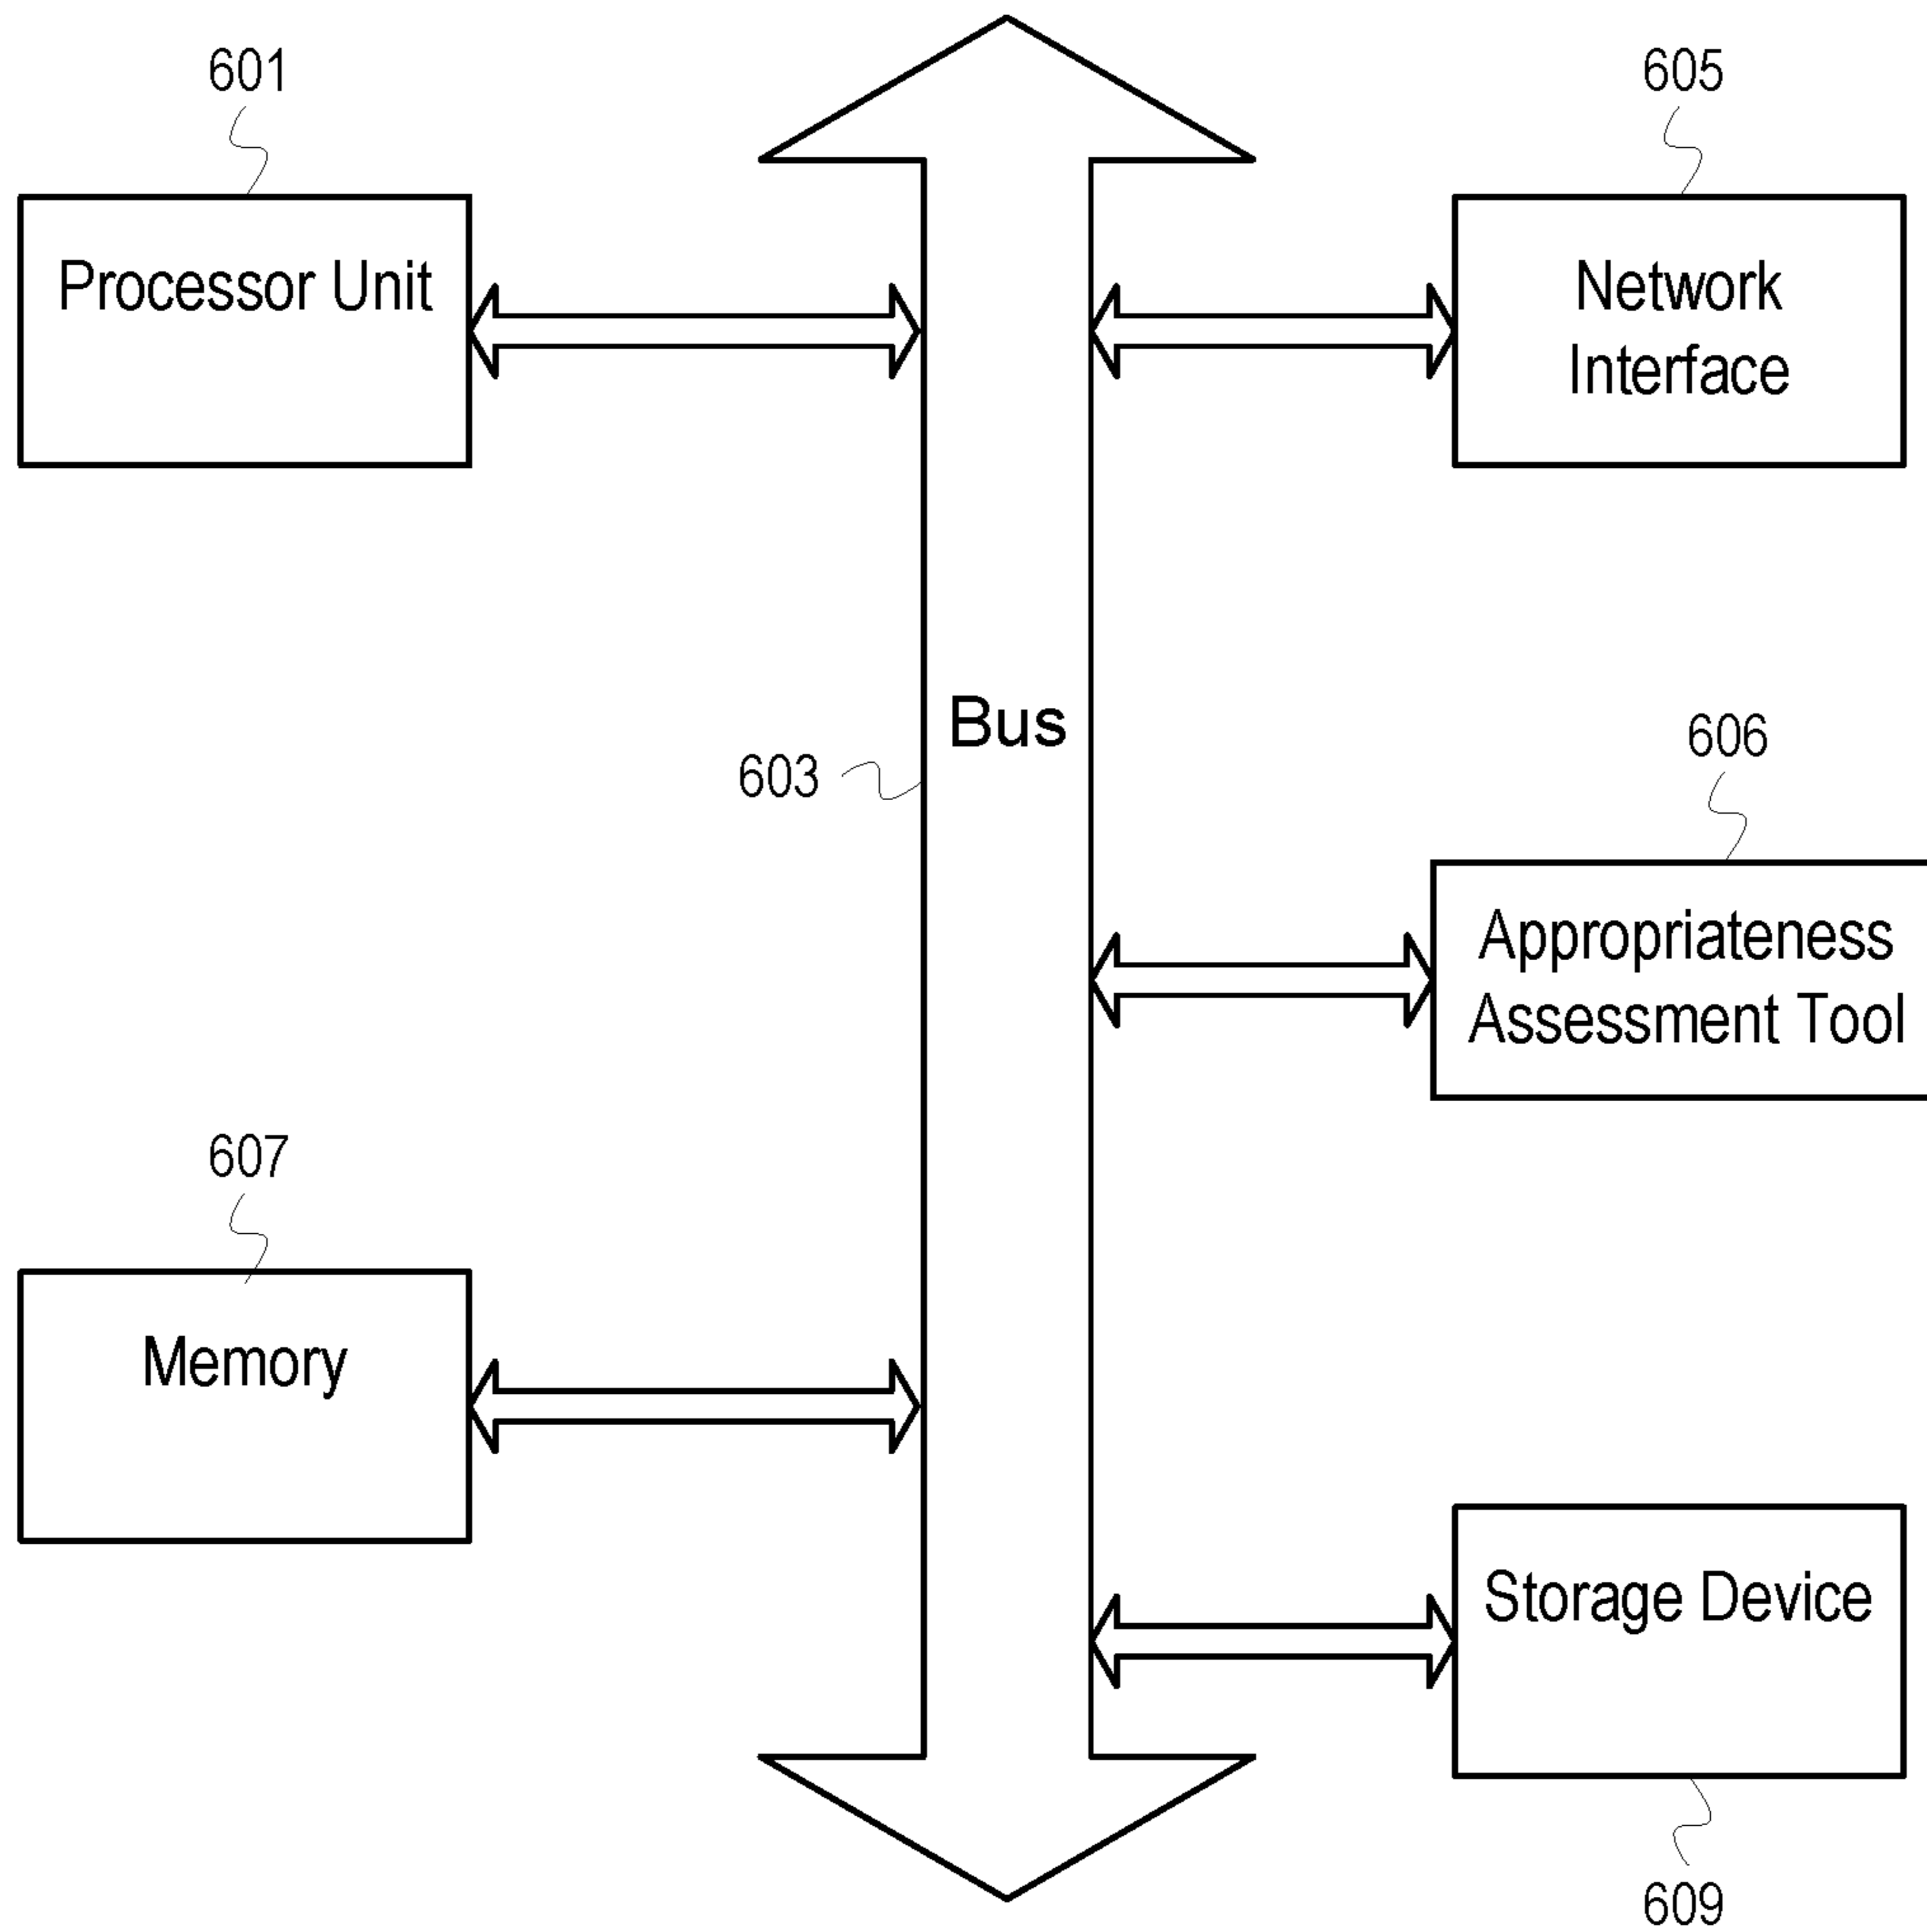 601
605
Processor Unit
Network
Interface
Bus
603
606
Appropriateness
Assessment Tool
607
Memory
Storage Device
609